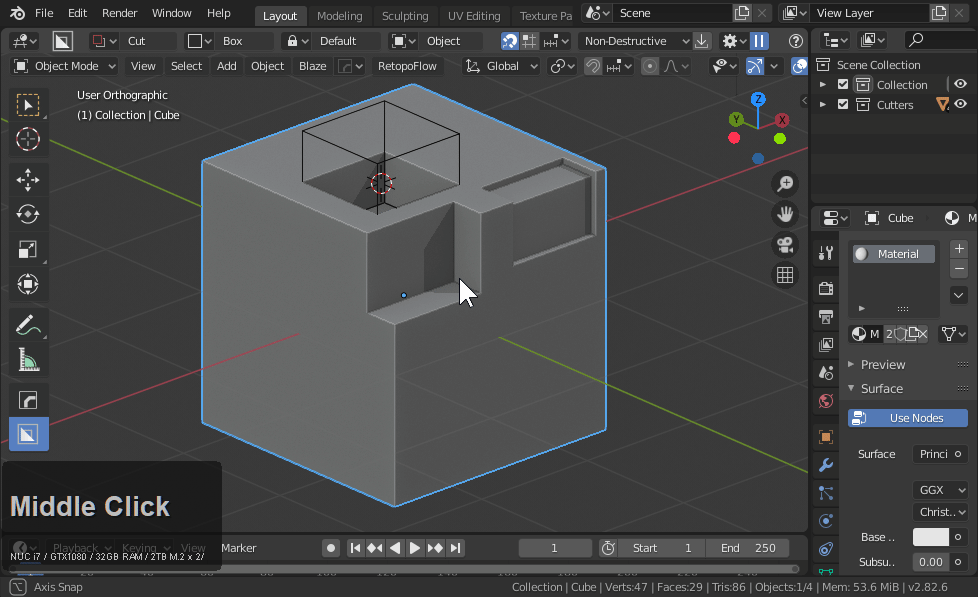 File Edit Render Window Help Layout Modeling Sculpting UV Editing Texture Pa Scene View Layer
Cut Box Default Object Non-Destructive
Object Mode View Select Add Object Blaze RetopoFlow Global
Scene Collection
Collection
Cutters
User Orthographic
(1) Collection | Cube
Z
Y
X
Cube M
Material
M 2
Preview
Surface
Use Nodes
Surface Princi
GGX
Christ..
Base ..
Subsu.. 0.00
Middle Click
NUC i7 / GTX1080 / 32GB RAM / 2TB M.2 x 2/
Playback Keying View Marker 1 Start 1 End 250
Axis Snap Collection | Cube | Verts:47 | Faces:29 | Tris:86 | Objects:1/4 | Mem: 53.6 MiB | v2.82.6